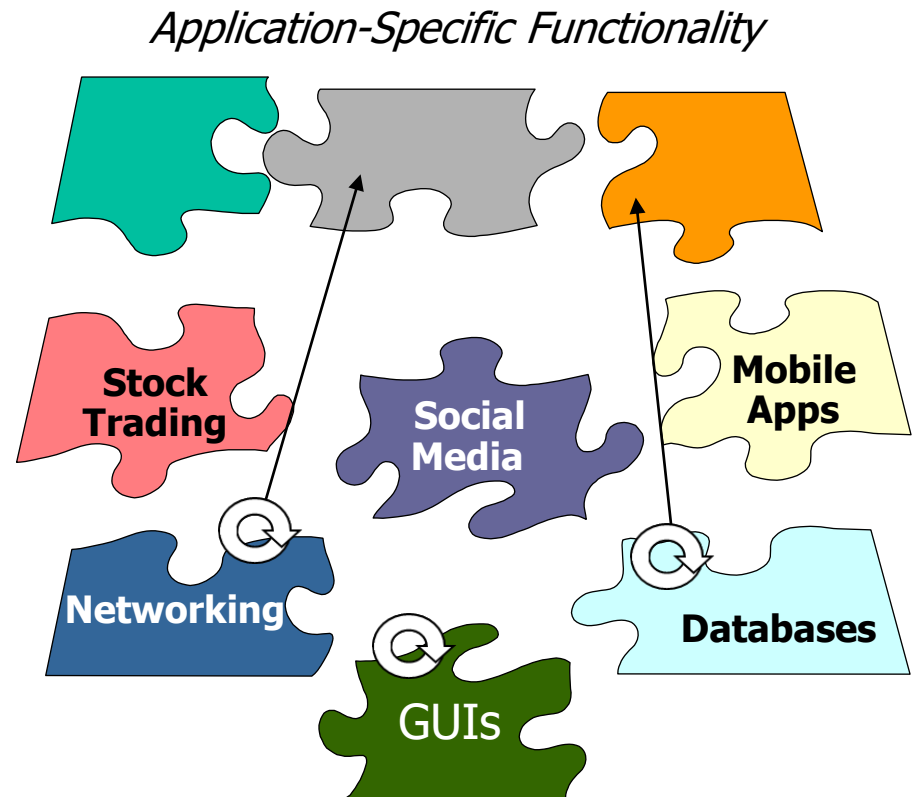 Application-Specific Functionality
Stock
Trading
Social
Media
Mobile
Apps
Networking
Databases
GUIs